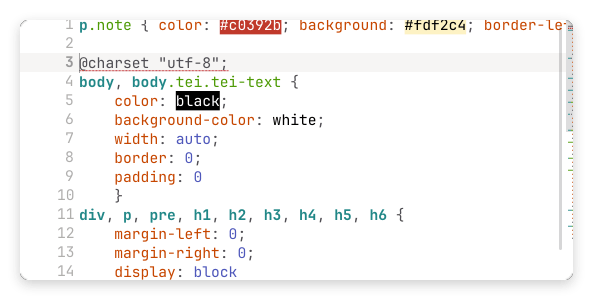 1 p.note { color: #c0392b; background: #fdf2c4; border-le
2
3 @charset "utf-8";
4 body, body.tei.tei-text {
5 color: black;
6 background-color: white;
7 width: auto;
8 border: 0;
9 padding: 0
10 }
11 div, p, pre, h1, h2, h3, h4, h5, h6 {
12 margin-left: 0;
13 margin-right: 0;
14 display: block